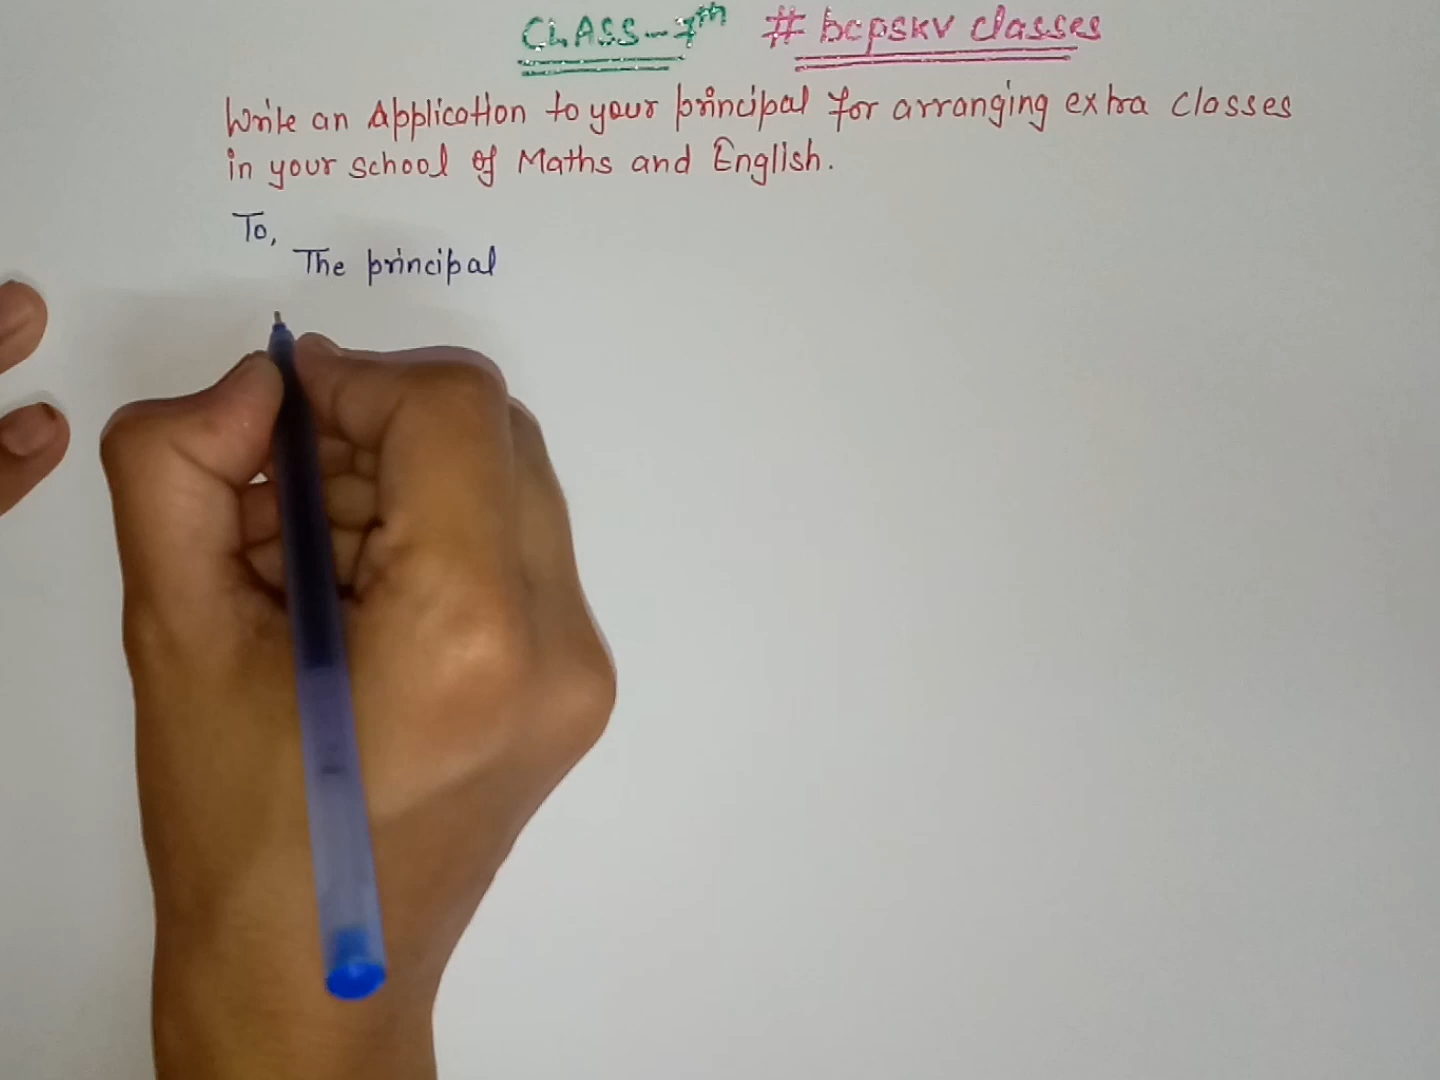 CLASS-7th # bcpskv classes
Write an Application to your principal for arranging extra classes
in your school of Maths and English.
To,
The principal